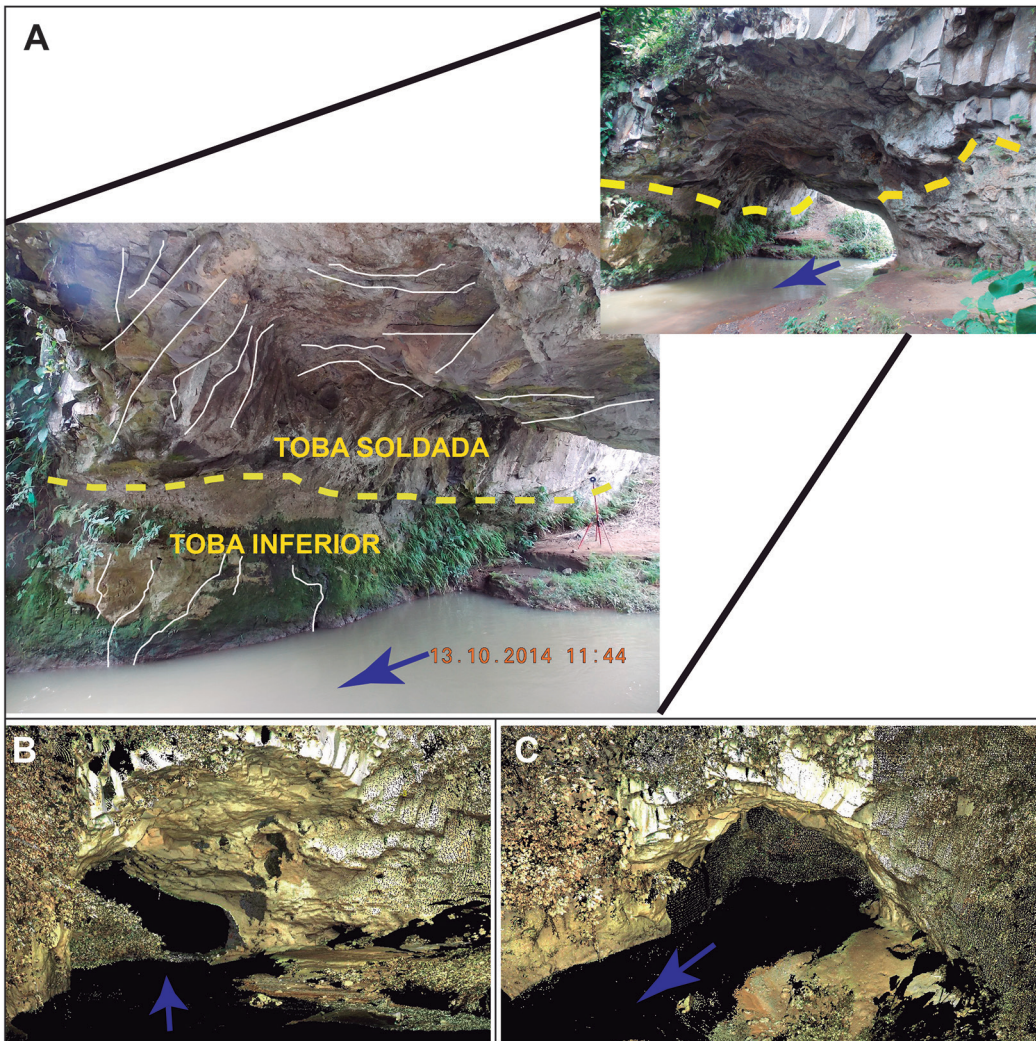 A
TOBA SOLDADA
TOBA INFERIOR
13.10.2014 11:44
B
C